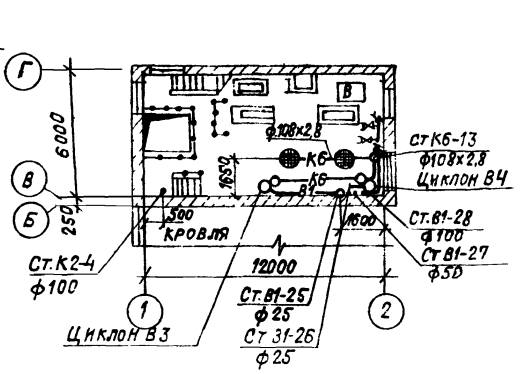 Г
В
Б
6000
250
В
ф108х2,8
К6
1650
К6
В1
500
1600
КРОВЛЯ
12000
СТ К6-13
ф108х2,8
ЦИКЛОН В4
СТ.В1-28
ф100
СТ В1-27
ф50
СТ.К2-4
ф100
1
2
СТ.В1-25
ф25
ЦИКЛОН В3
СТ 31-26
ф25